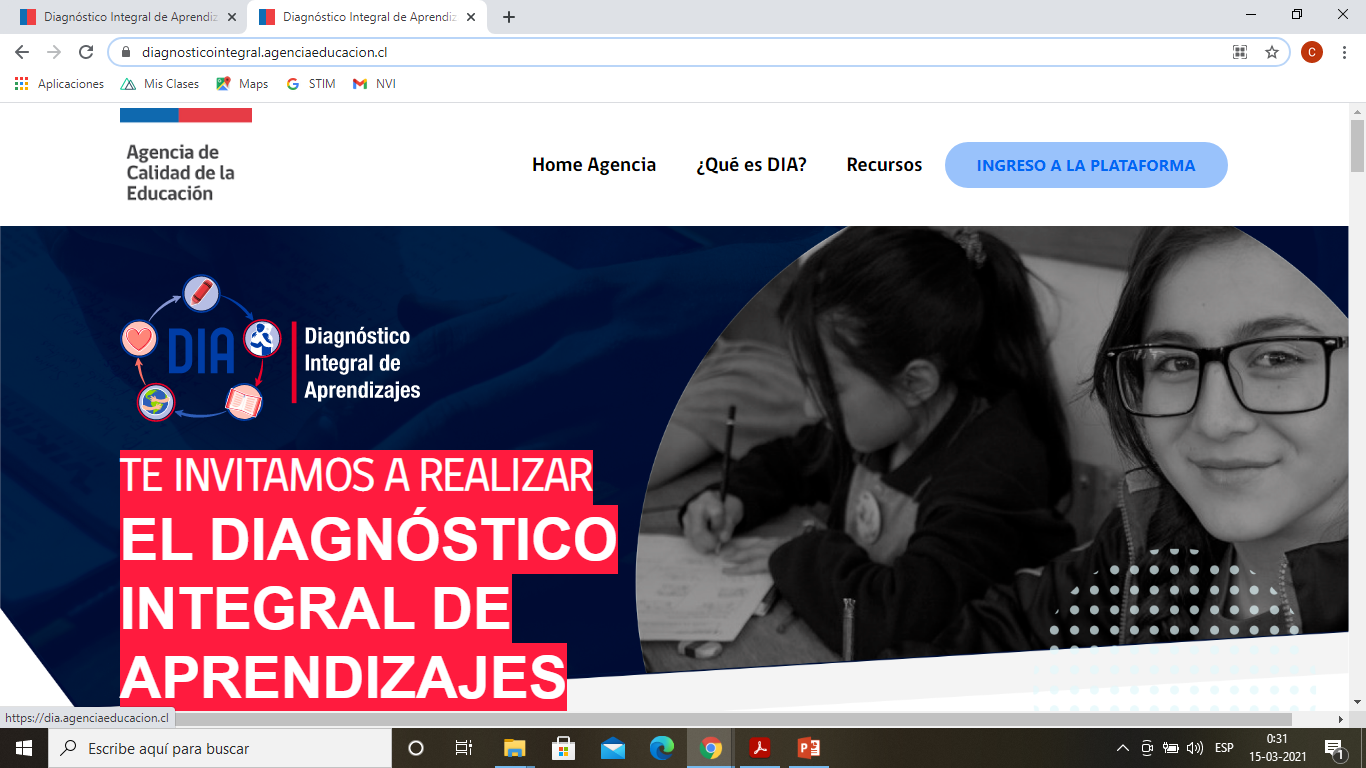 Diagnóstico Integral de Aprendiz
Diagnóstico Integral de Aprendiz
diagnosticointegral.agenciaeducacion.cl
C
Aplicaciones Mis Clases Maps STIM NVI
Agencia de
Calidad de la
Educación
Home Agencia ¿Qué es DIA? Recursos INGRESO A LA PLATAFORMA
DIA
Diagnóstico
Integral de
Aprendizajes
TE INVITAMOS A REALIZAR
EL DIAGNÓSTICO
INTEGRAL DE
APRENDIZAJES
https://dia.agenciaeducacion.cl
Escribe aquí para buscar
ESP
0:31
15-03-2021
1